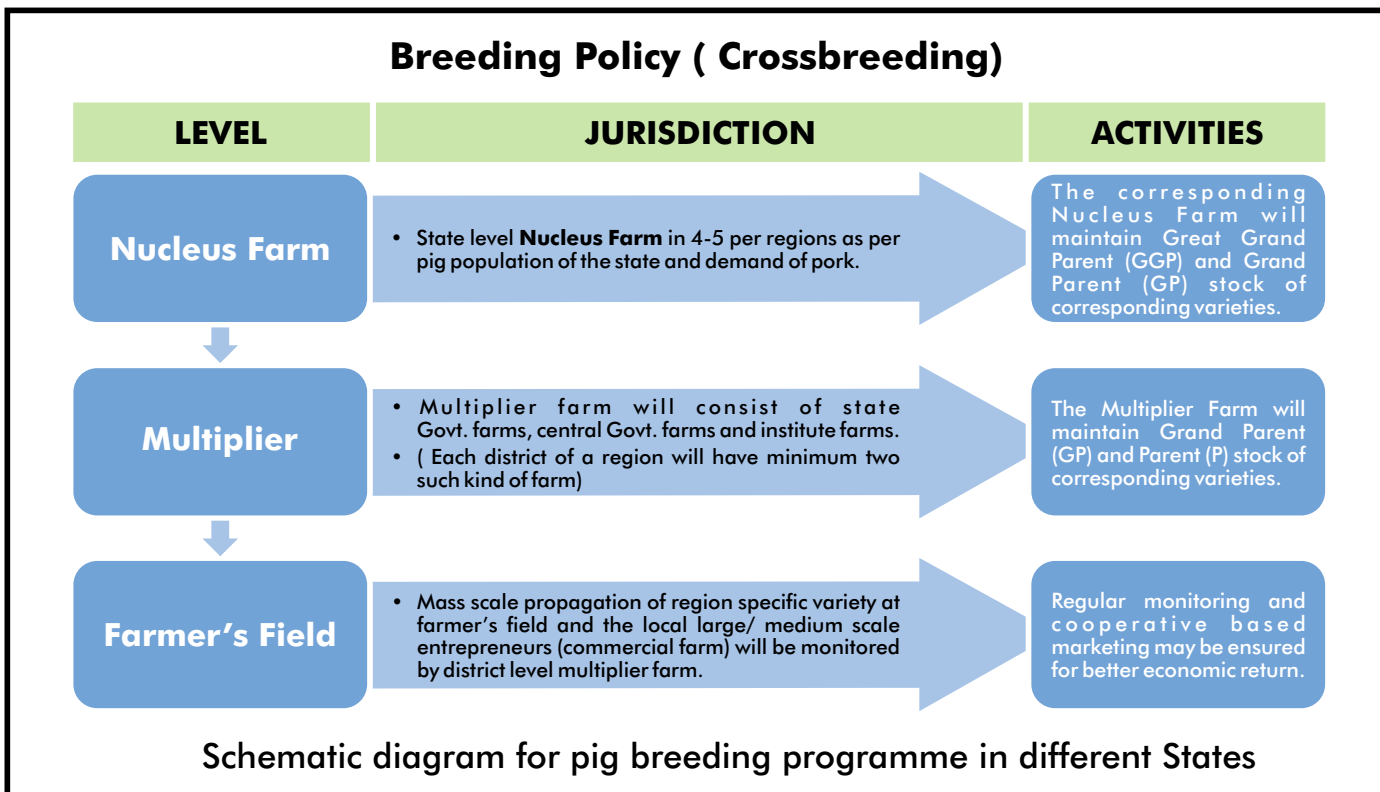 Breeding Policy ( Crossbreeding)
LEVEL
JURISDICTION
ACTIVITIES
Nucleus Farm
• State level Nucleus Farm in 4-5 per regions as per
pig population of the state and demand of pork.
The corresponding
Nucleus Farm will
maintain Great Grand
Parent (GGP) and Grand
Parent (GP) stock of
corresponding varieties.
Multiplier
• Multiplier farm will consist of state
Govt. farms, central Govt. farms and institute farms.
• ( Each district of a region will have minimum two
such kind of farm)
The Multiplier Farm will
maintain Grand Parent
(GP) and Parent (P) stock of
corresponding varieties.
Farmer's Field
• Mass scale propagation of region specific variety at
farmer's field and the local large/ medium scale
entrepreneurs (commercial farm) will be monitored
by district level multiplier farm.
Regular monitoring and
cooperative based
marketing may be ensured
for better economic return.
Schematic diagram for pig breeding programme in different States